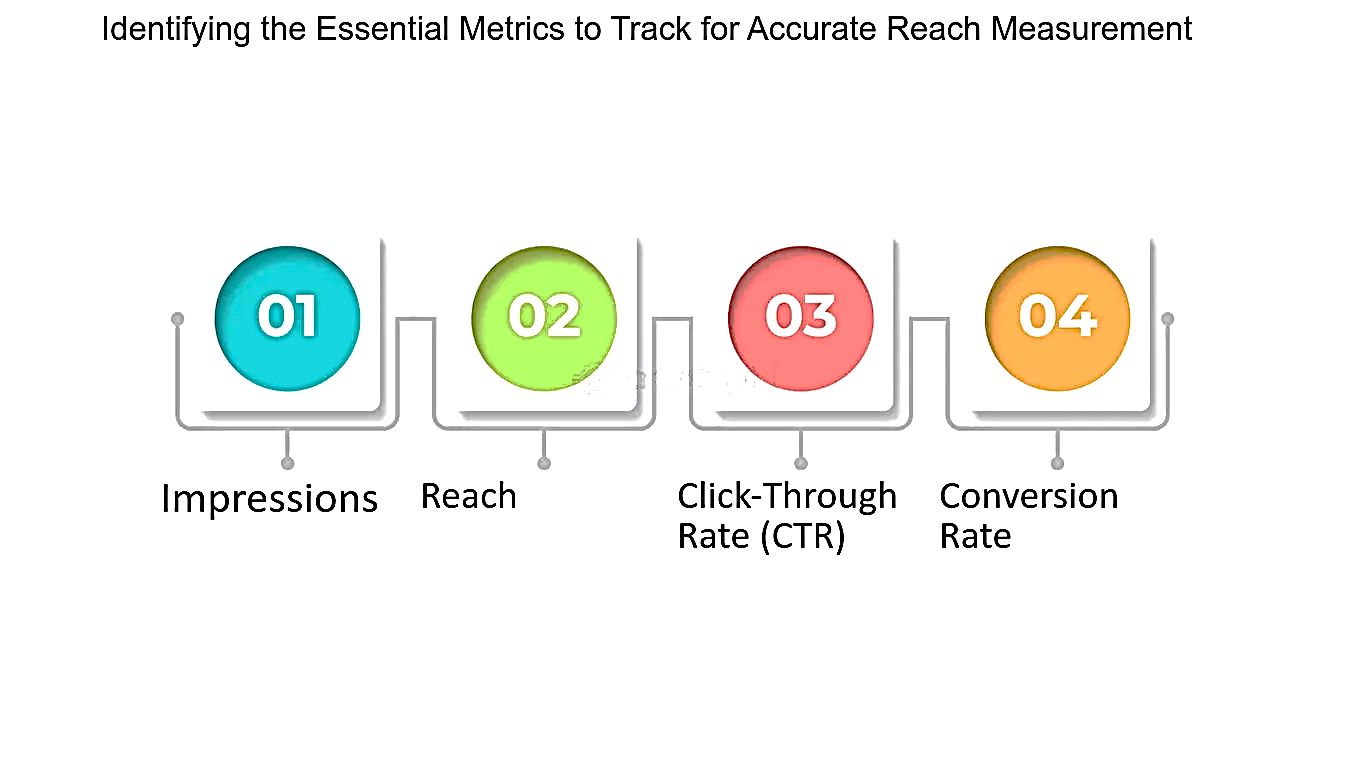 Identifying the Essential Metrics to Track for Accurate Reach Measurement
01
02
03
04
Impressions
Reach
Click-Through
Rate (CTR)
Conversion
Rate